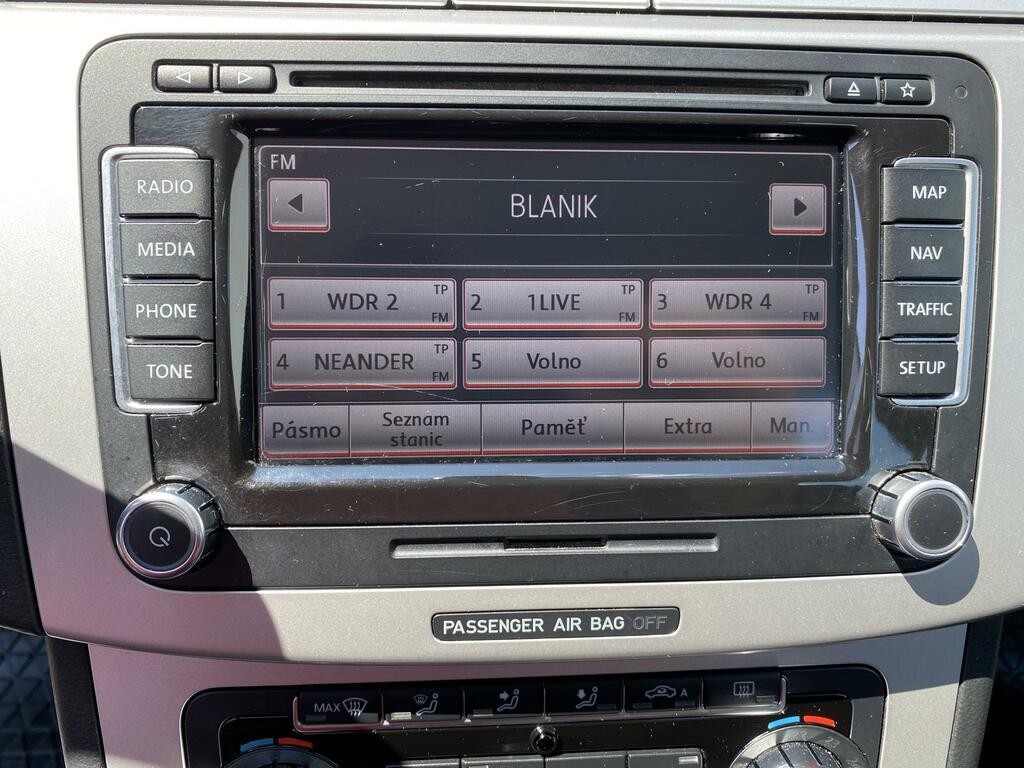 FM
BLANIK
RADIO
MEDIA
PHONE
TONE
1 WDR 2 TP FM
2 1LIVE TP FM
3 WDR 4 TP FM
4 NEANDER TP FM
5 Volno
6 Volno
Pásmo
Seznam
stanic
Paměť
Extra
Man.
MAP
NAV
TRAFFIC
SETUP
PASSENGER AIR BAG OFF
MAX
A